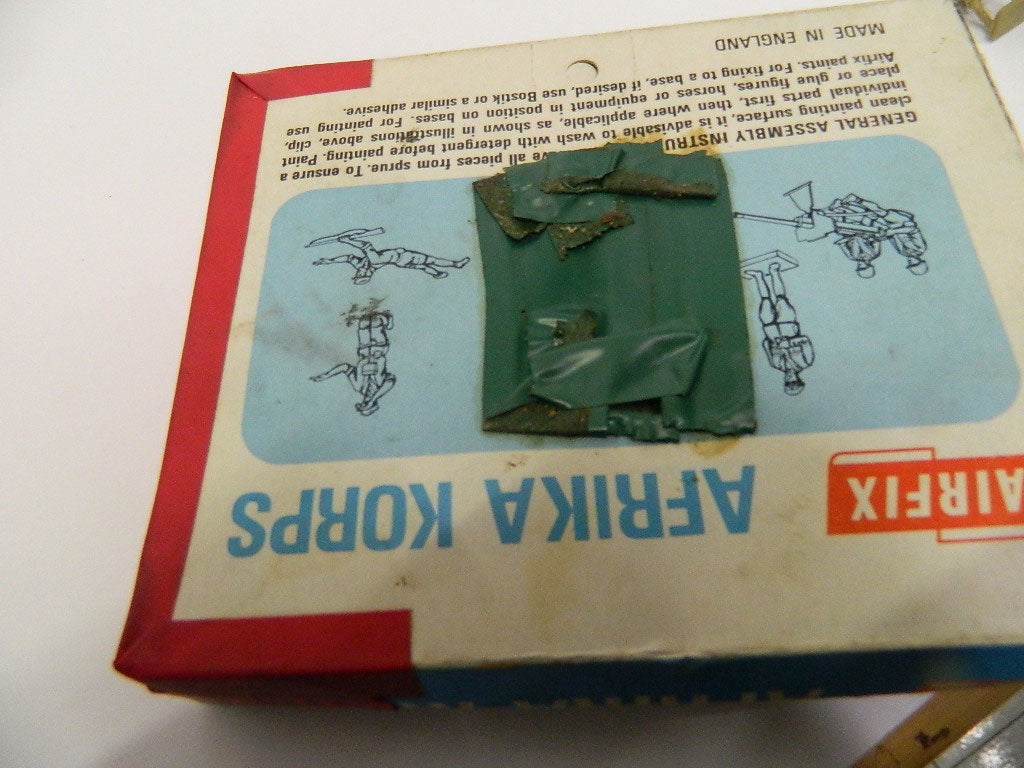 AIRFIX
AFRIKA KORPS
GENERAL ASSEMBLY all pieces from sprue. To ensure a
clean painting surface, it is advisable to wash with detergent before painting. Paint
individual parts, first, then where applicable, as shown in illustrations above, clip,
place or glue figures, horses or equipment in position on bases. For painting use
Airfix paints. For fixing to a base, if desired, use Bostik or a similar adhesive.
MADE IN ENGLAND